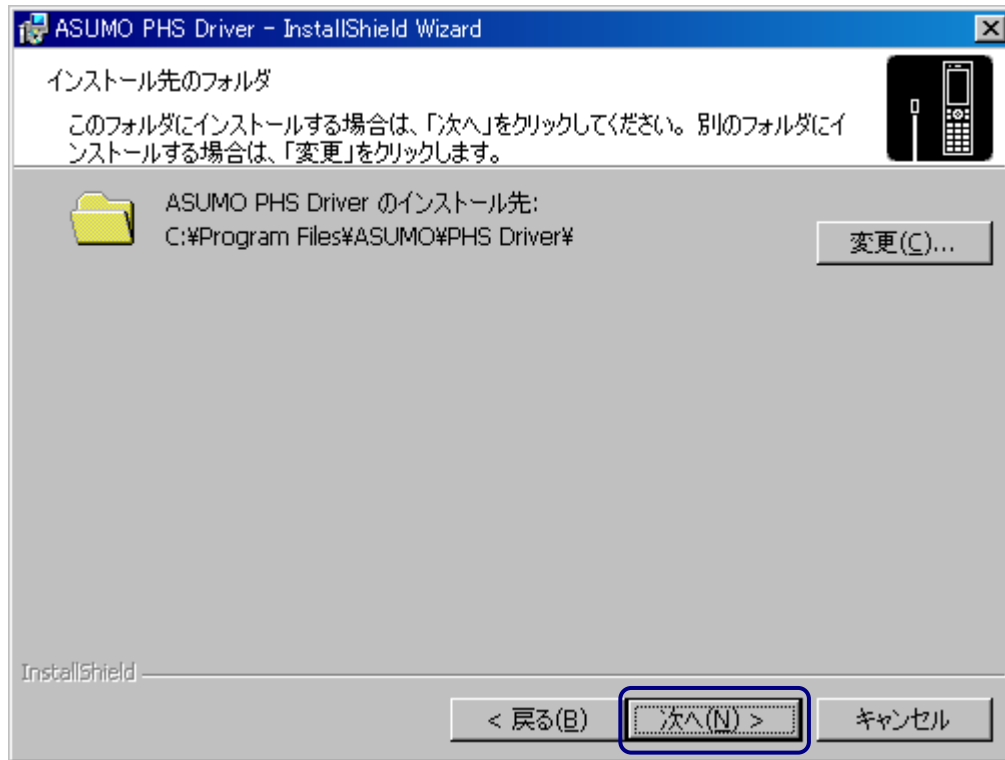 ASUMO PHS Driver - InstallShield Wizard
インストール先のフォルダ
このフォルダにインストールする場合は、「次へ」をクリックしてください。別のフォルダにイ
ンストールする場合は、「変更」をクリックします。
ASUMO PHS Driver のインストール先:
C:¥Program Files¥ASUMO¥PHS Driver¥
変更(C)...
InstallShield
< 戻る(B)
次へ(N) >
キャンセル